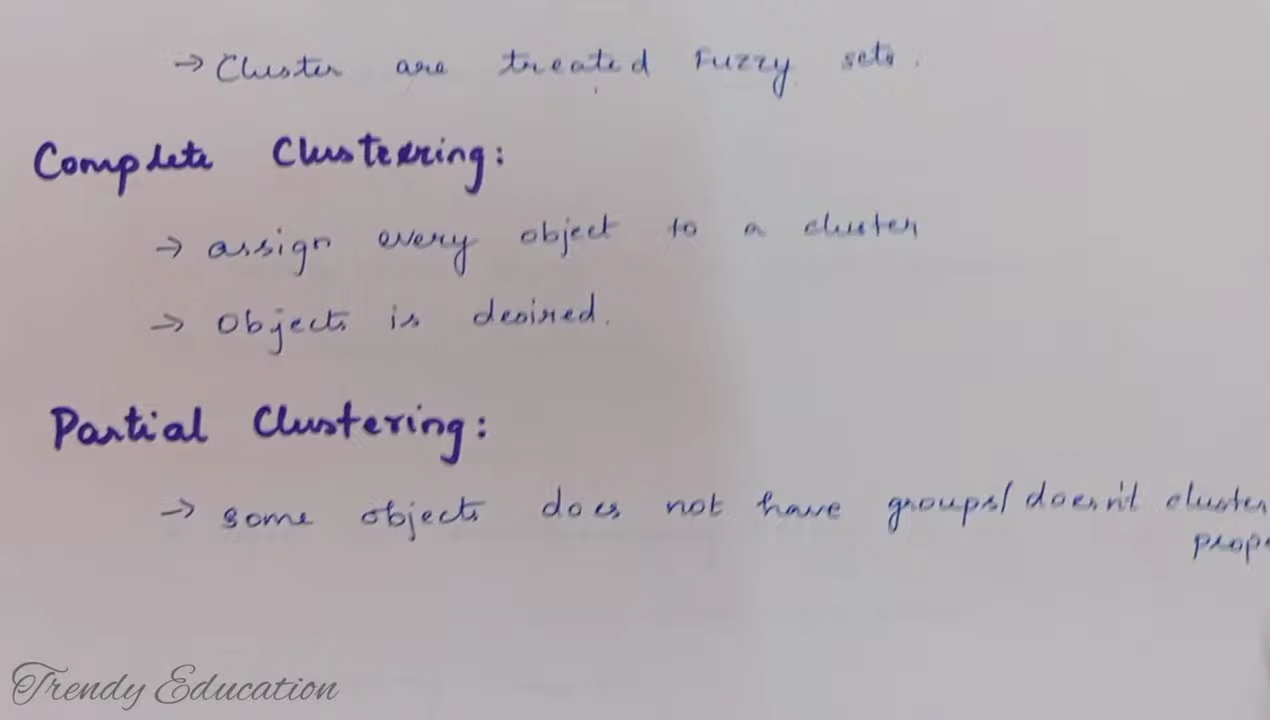 → Cluster are treated Fuzzy sets.
Complete Clustering:
→ assign every object to a cluster
→ Objects is desired.
Partial Clustering:
→ some objects does not have groups/doesn't cluster
Trendy Education